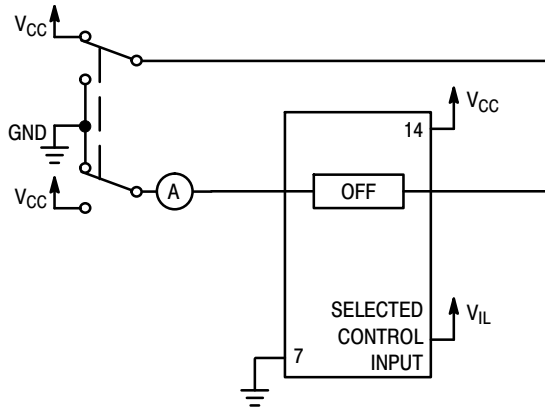 VCC
GND
VCC
A
14
VCC
OFF
SELECTED
CONTROL
INPUT
VIL
7